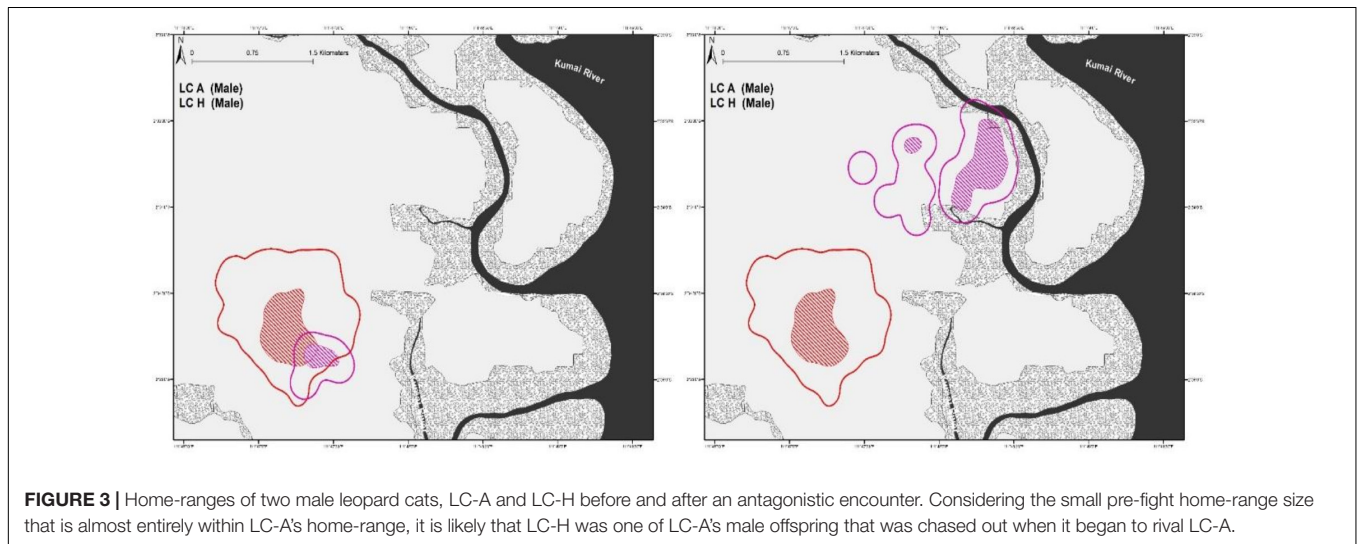 N
0 0.75 1.5 Kilometers
LC A (Male)
LC H (Male)
Kumai River
N
0 0.75 1.5 Kilometers
LC A (Male)
LC H (Male)
Kumai River
FIGURE 3 | Home-ranges of two male leopard cats, LC-A and LC-H before and after an antagonistic encounter. Considering the small pre-fight home-range size
that is almost entirely within LC-A's home-range, it is likely that LC-H was one of LC-A's male offspring that was chased out when it began to rival LC-A.